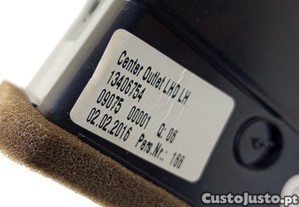 Center Outlet LHD LH
13406754
09075 00001 Q: 06
02.02.2016 Pers.Nr.: 166
CustoJusto.pt